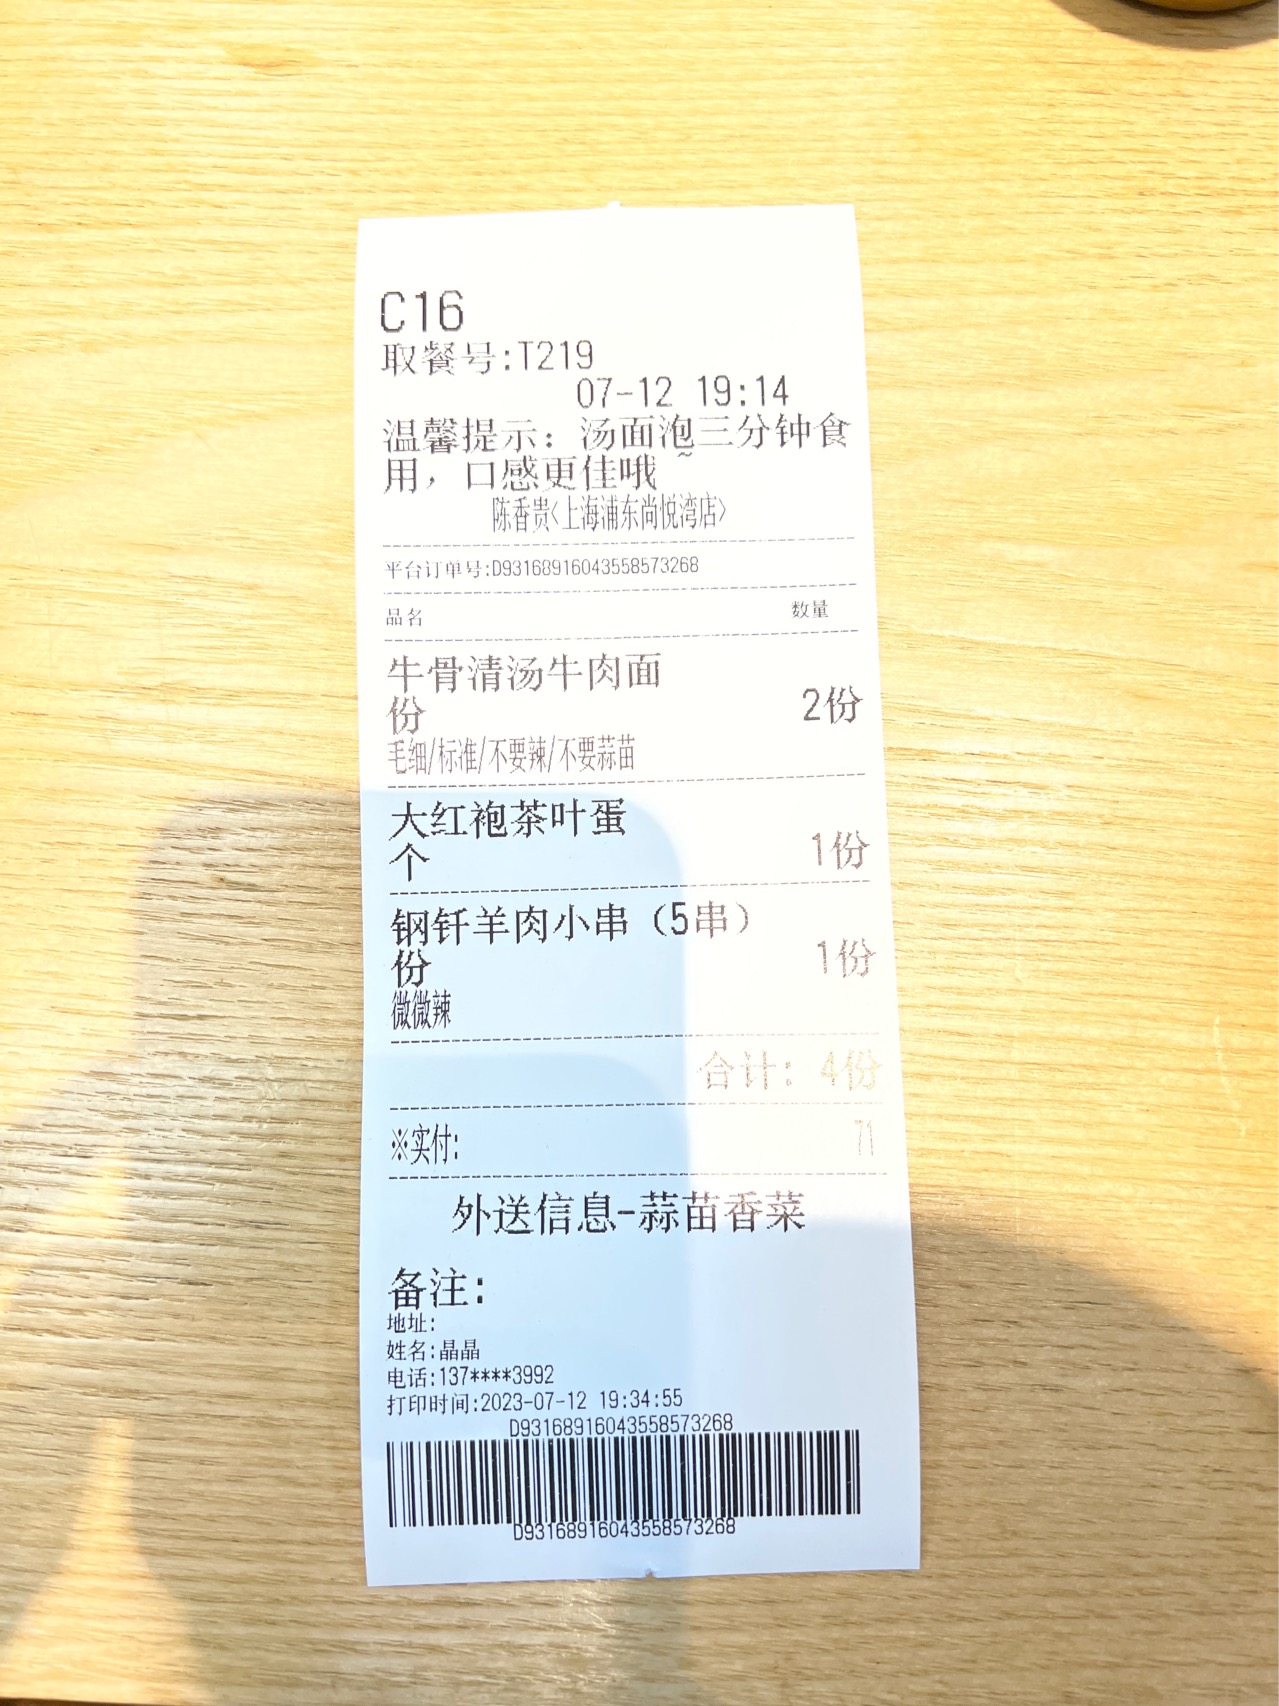 C16
取餐号:T219
07-12 19:14
温馨提示：汤面泡三分钟食
用，口感更佳哦~
陈香贵<上海浦东尚悦湾店>
平台订单号:D93168916043558573268
品名 数量
牛骨清汤牛肉面
份 2份
毛细/标准/不要辣/不要蒜苗
大红袍茶叶蛋
个 1份
钢钎羊肉小串（5串）
份 1份
微微辣
合计：4份
※实付: 71
外送信息-蒜苗香菜
备注:
地址:
姓名:晶晶
电话:137****3992
打印时间:2023-07-12 19:34:55
D93168916043558573268
D93168916043558573268